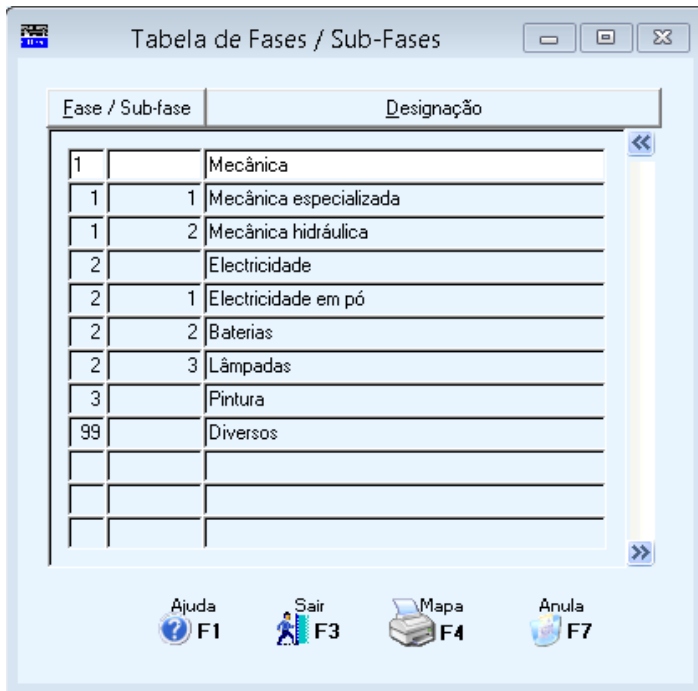 Tabela de Fases / Sub-Fases
Fase / Sub-fase Designação
1 Mecânica
1 1 Mecânica especializada
1 2 Mecânica hidráulica
2 Electricidade
2 1 Electricidade em pó
2 2 Baterias
2 3 Lâmpadas
3 Pintura
99 Diversos
Ajuda F1
Sair F3
Mapa F4
Anula F7